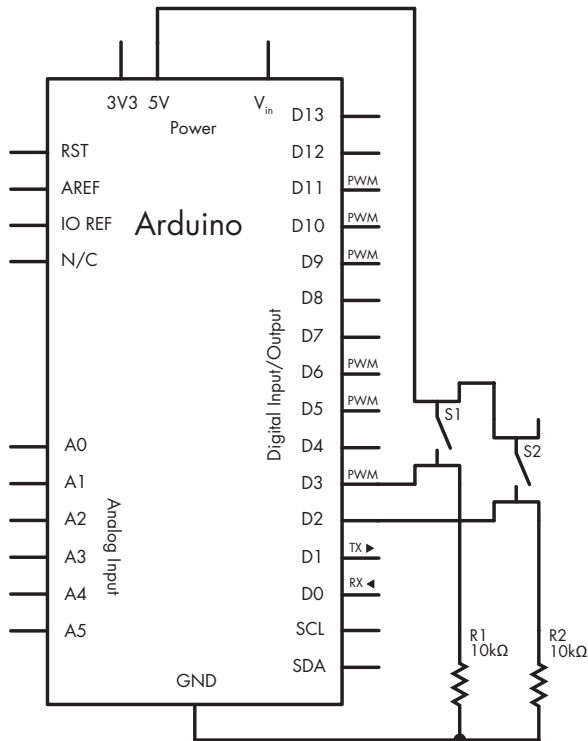 3V3 5V V_in
Power
D13
RST D12
AREF D11 PWM
IO REF D10 PWM
Arduino
N/C D9 PWM
D8
D7
D6 PWM
D5 PWM
Digital Input/Output
S1
A0 D4
S2
A1 D3 PWM
A2 D2
A3 D1 TX ►
A4 D0 RX ◄
Analog Input
A5 SCL
R1
10kΩ
R2
10kΩ
SDA
GND